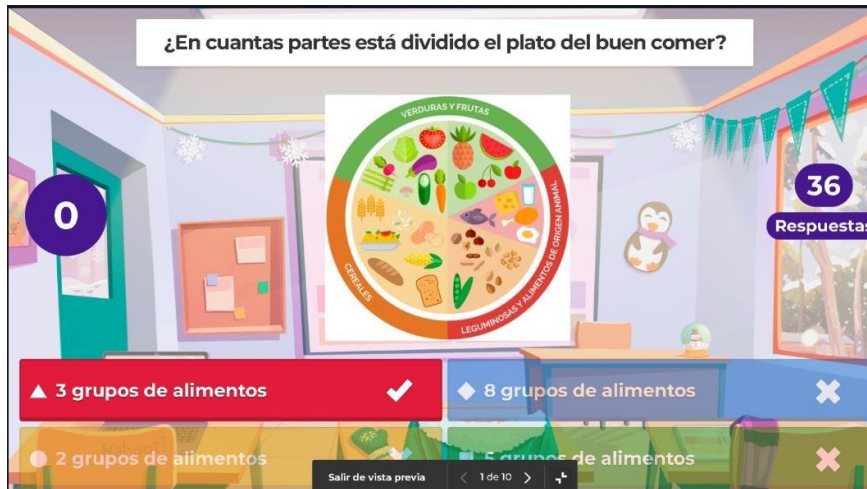 ¿En cuantas partes está dividido el plato del buen comer?
VERDURAS Y FRUTAS
CEREALES
LEGUMINOSAS Y ALIMENTOS DE ORIGEN ANIMAL
0
36
Respuestas
3 grupos de alimentos
8 grupos de alimentos
2 grupos de alimentos
5 grupos de alimentos
Salir de vista previa
1 de 10